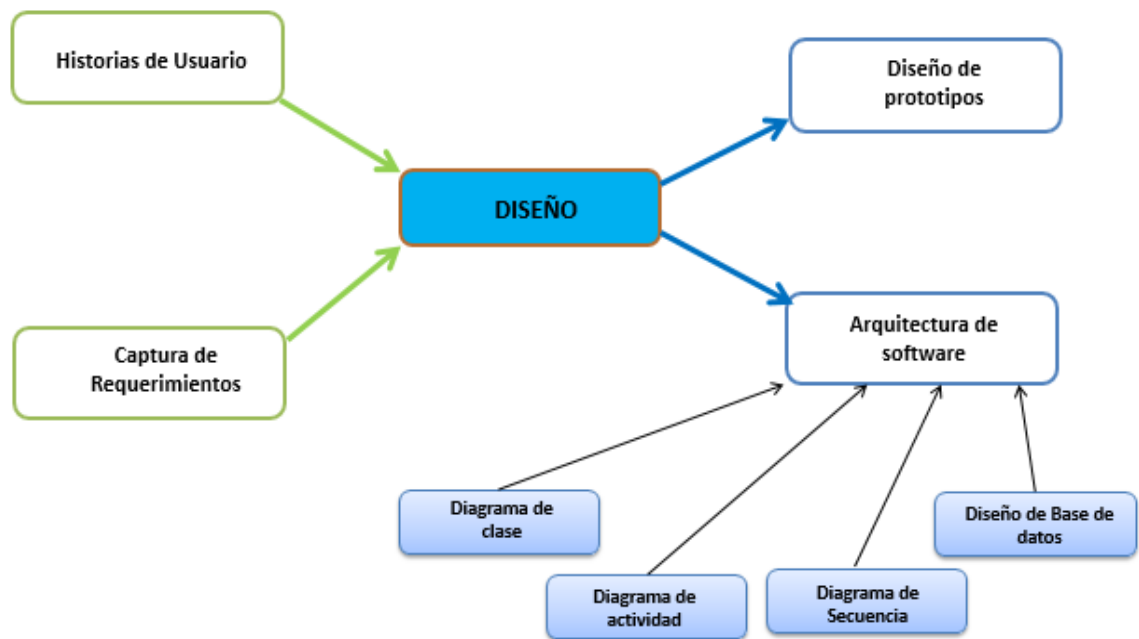 Historias de Usuario
Diseño de
prototipos
DISEÑO
Captura de
Requerimientos
Arquitectura de
software
Diagrama de
clase
Diseño de Base de
datos
Diagrama de
actividad
Diagrama de
Secuencia